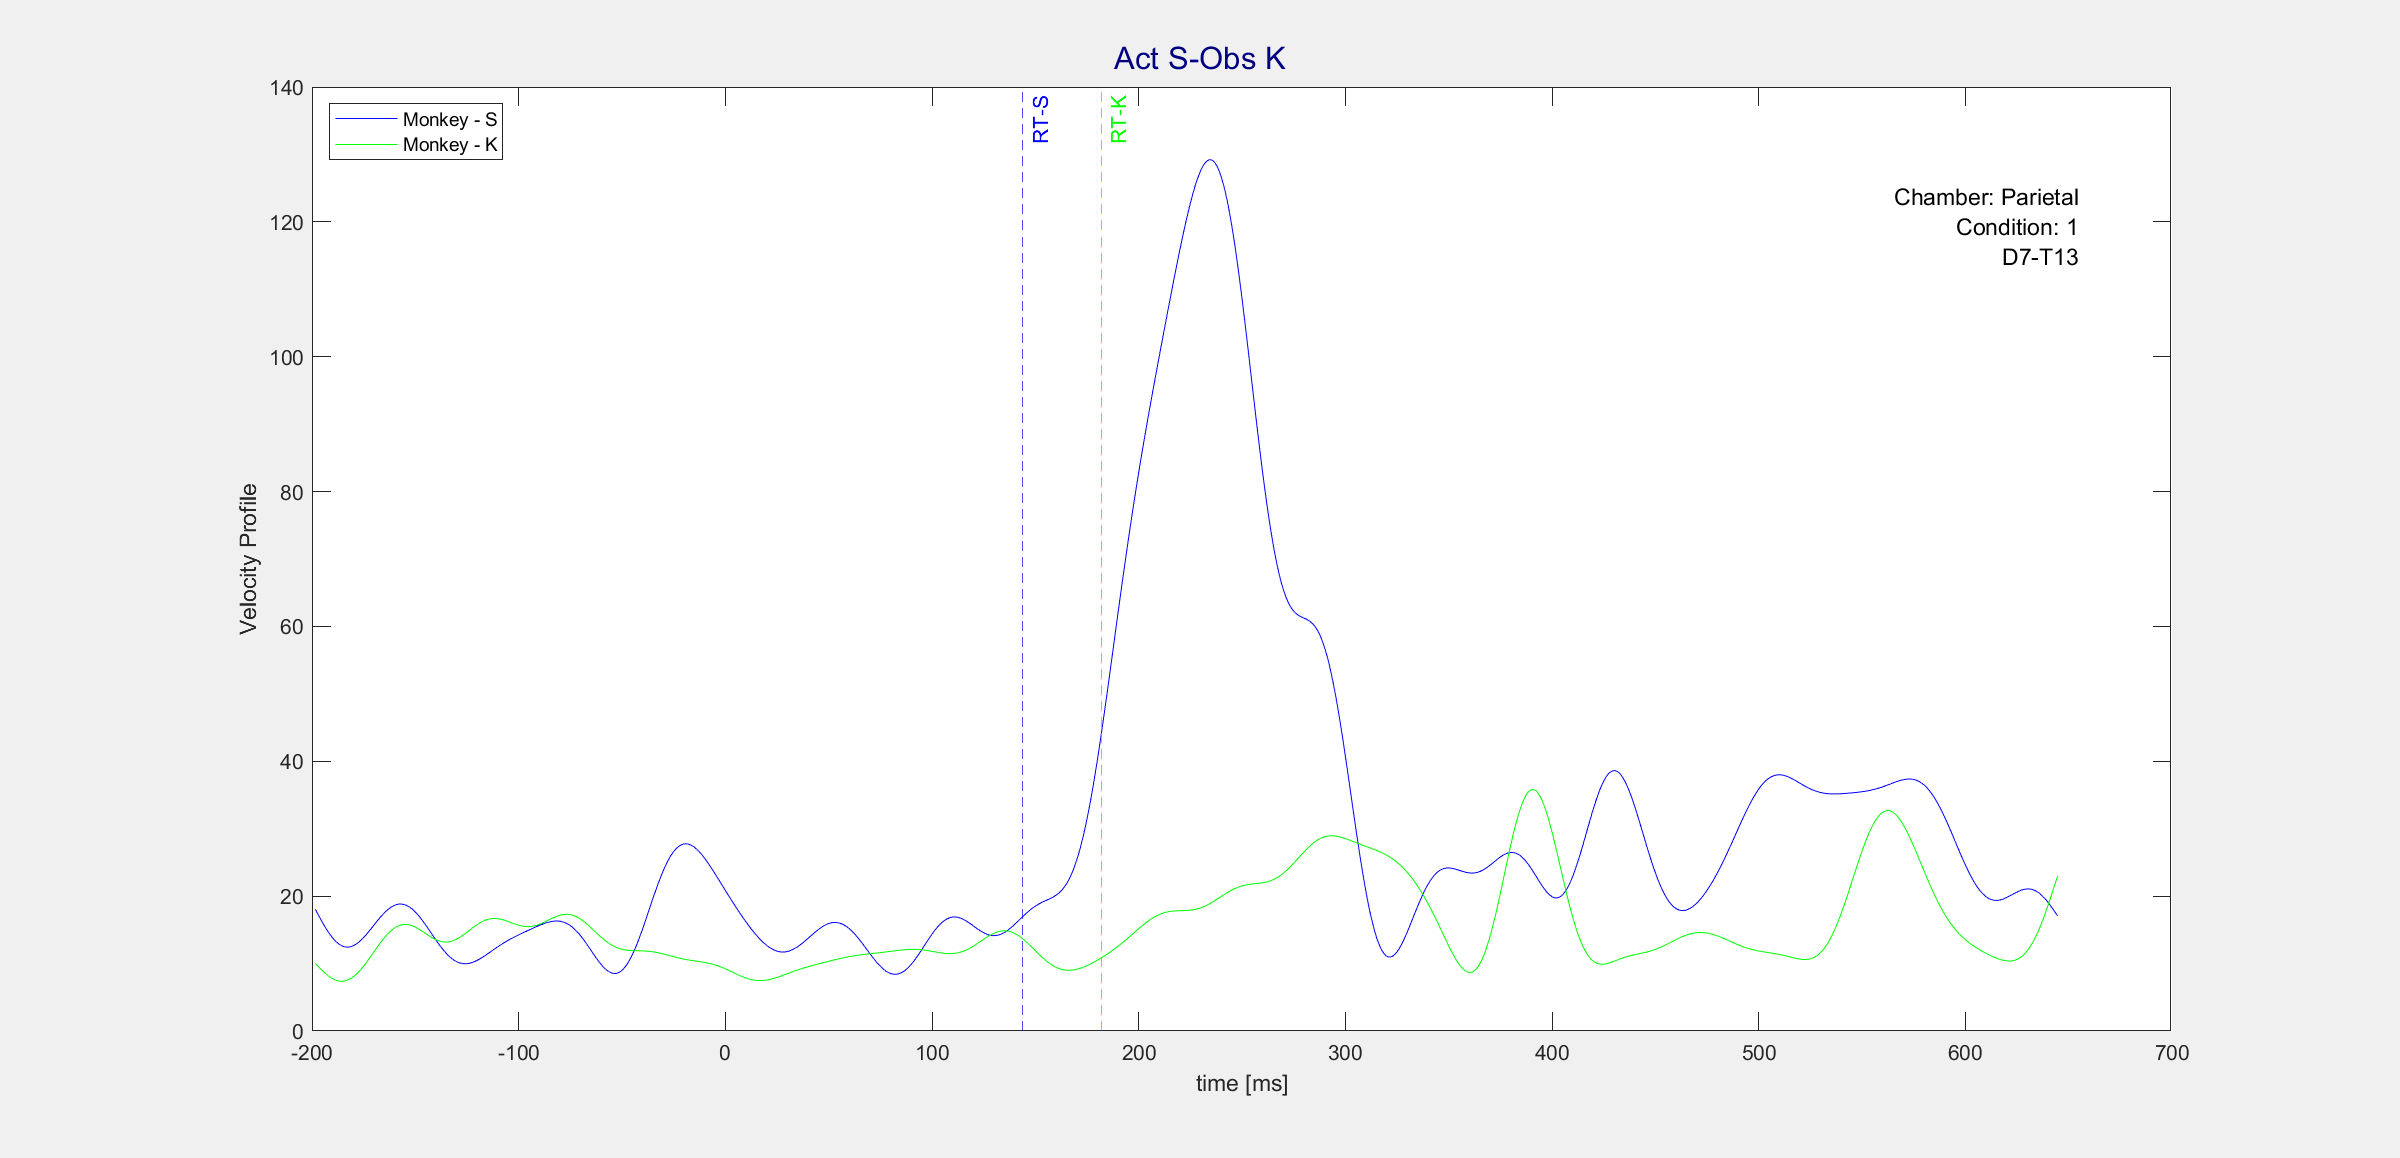 Act S-Obs K
140
120
100
80
60
40
20
0
Velocity Profile
Monkey - S
Monkey - K
RT-S
RT-K
Chamber: Parietal
Condition: 1
D7-T13
-200 -100 0 100 200 300 400 500 600 700
time [ms]